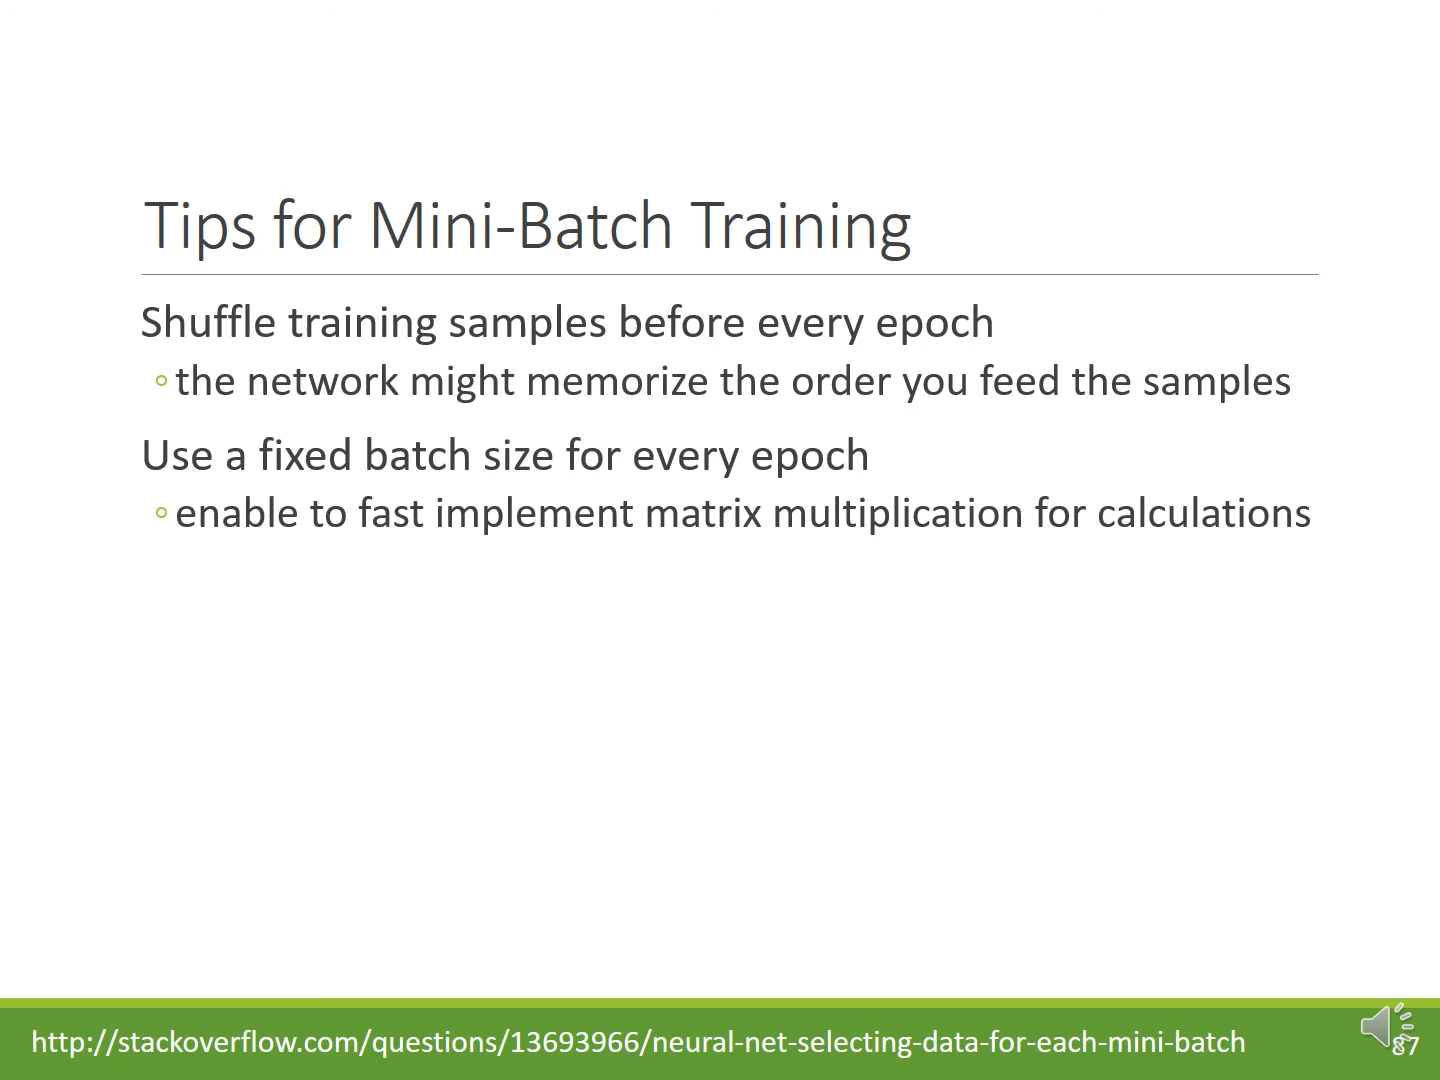 Tips for Mini-Batch Training
Shuffle training samples before every epoch
◦ the network might memorize the order you feed the samples
Use a fixed batch size for every epoch
◦ enable to fast implement matrix multiplication for calculations
http://stackoverflow.com/questions/13693966/neural-net-selecting-data-for-each-mini-batch
87